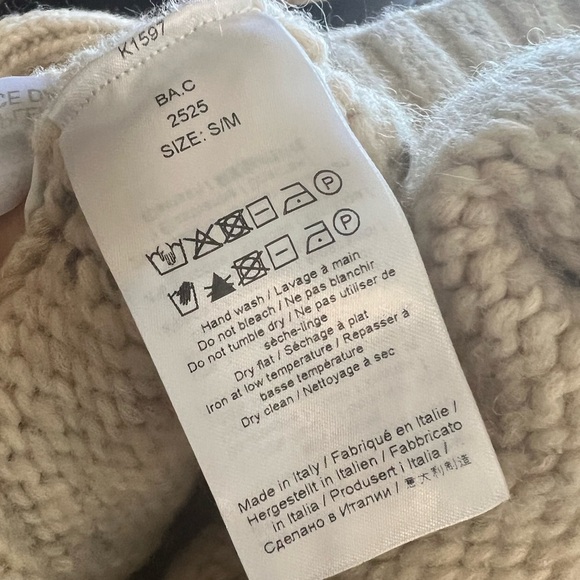 K1597
BA.C
2525
SIZE: S/M
P
P
Hand wash / Lavage à main
Do not bleach / Ne pas blanchir
Do not tumble dry / Ne pas utiliser de
sèche-linge
Dry flat / Séchage à plat
Iron at low temperature / Repasser à
basse température
Dry clean / Nettoyage à sec
Made in Italy / Fabriqué en Italie /
Hergestellt in Italien / Fabbricato
in Italia / Produsert i Italia /
Сделано в Италии / 意大利制造